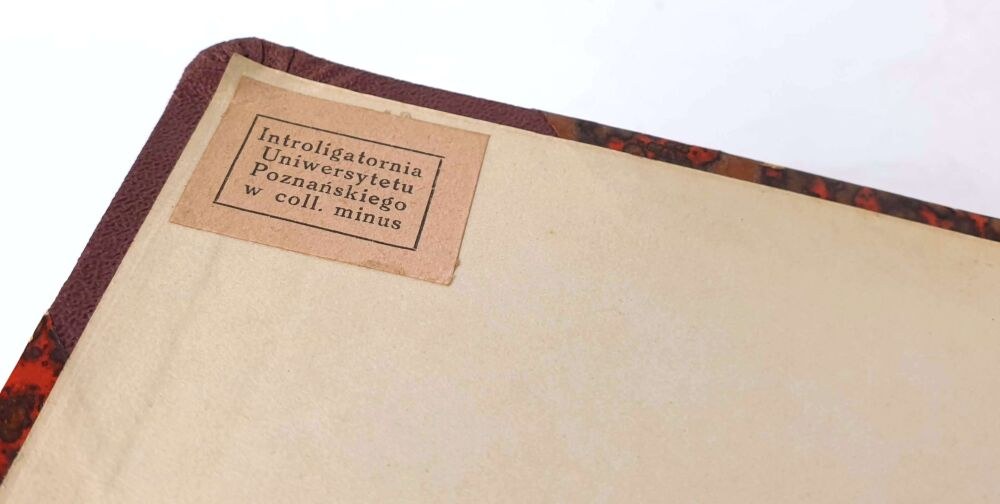 Introligatornia
Uniwersytetu
Poznańskiego
w coll. minus